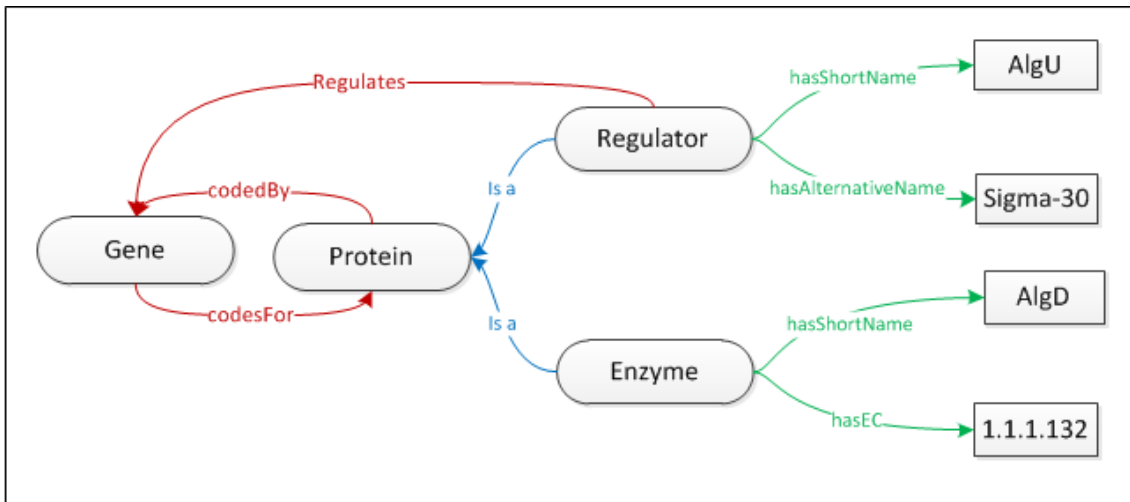 AlgU
hasShortName
Regulates
Regulator
Is a
hasAlternativeName
Sigma-30
codedBy
Gene
Protein
codesFor
AlgD
Is a
hasShortName
Enzyme
hasEC
1.1.1.132